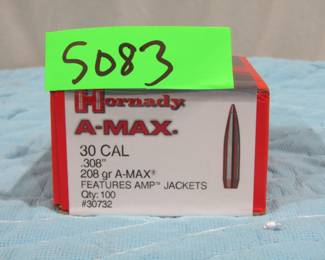 5083
Hornady
A-MAX®
30 CAL
.308"
208 gr A-MAX®
FEATURES AMP™ JACKETS
Qty: 100
#30732